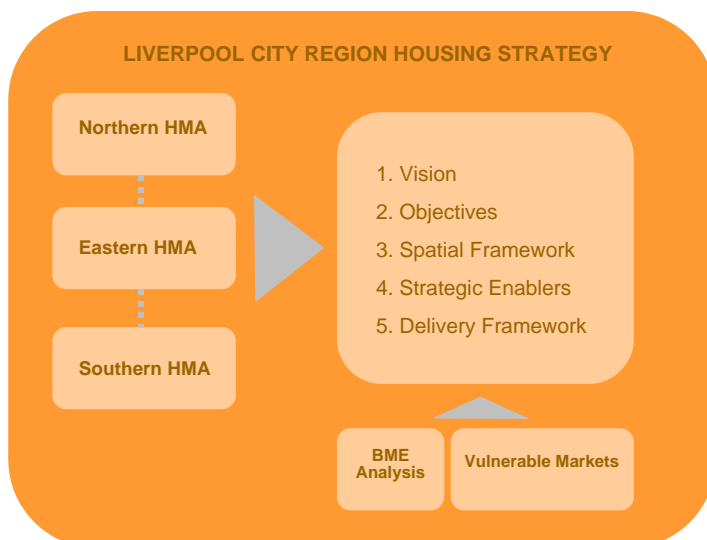 LIVERPOOL CITY REGION HOUSING STRATEGY
Northern HMA
Eastern HMA
Southern HMA
1. Vision
2. Objectives
3. Spatial Framework
4. Strategic Enablers
5. Delivery Framework
BME
Analysis
Vulnerable Markets